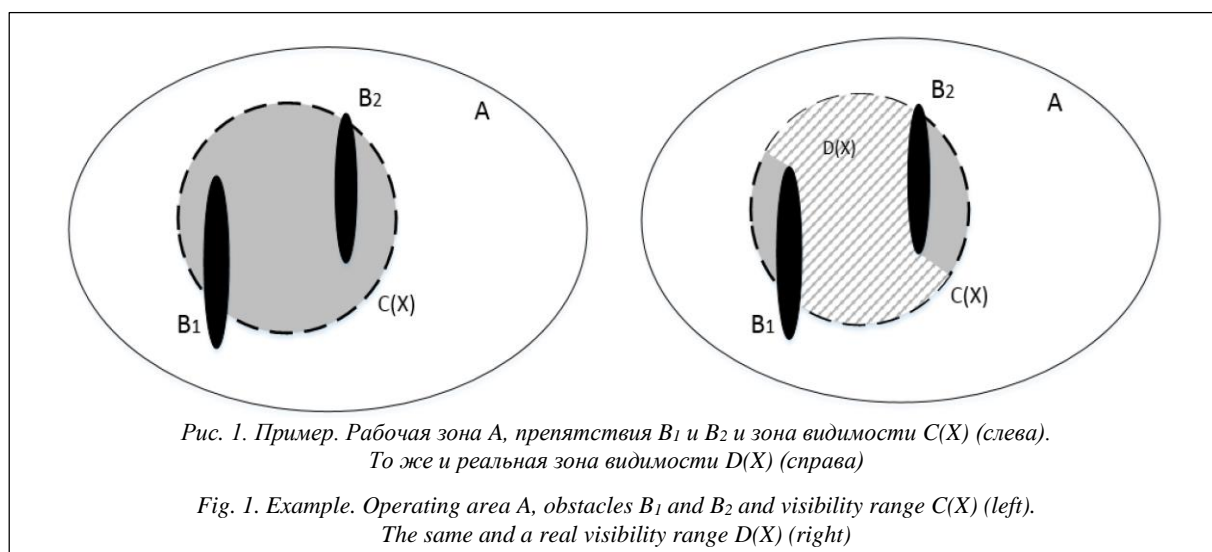 B2
A
C(X)
B1
B2
A
D(X)
C(X)
B1
Рис. 1. Пример. Рабочая зона A, препятствия B1 и B2 и зона видимости C(X) (слева).
То же и реальная зона видимости D(X) (справа)
Fig. 1. Example. Operating area A, obstacles B1 and B2 and visibility range C(X) (left).
The same and a real visibility range D(X) (right)